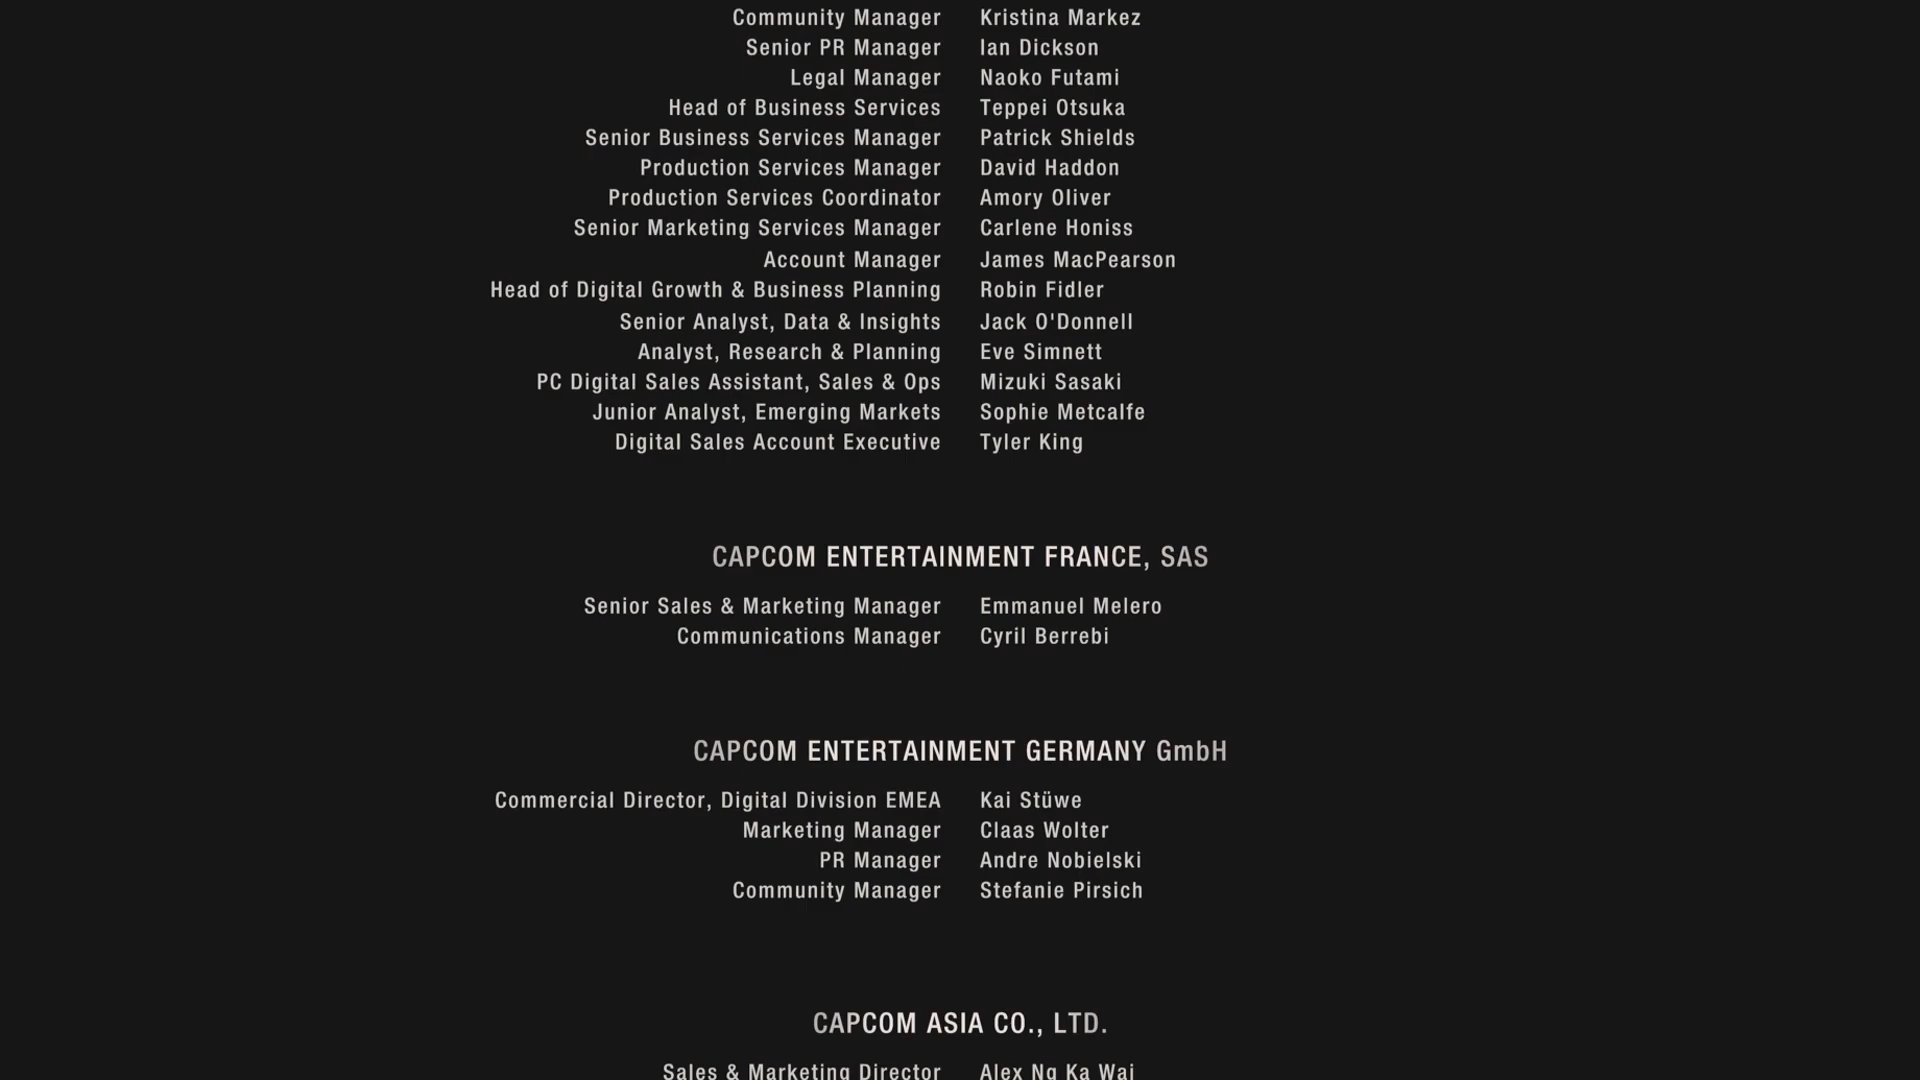 Community Manager Kristina Markez
Senior PR Manager Ian Dickson
Legal Manager Naoko Futami
Head of Business Services Teppei Otsuka
Senior Business Services Manager Patrick Shields
Production Services Manager David Haddon
Production Services Coordinator Amory Oliver
Senior Marketing Services Manager Carlene Honiss
Account Manager James MacPearson
Head of Digital Growth & Business Planning Robin Fidler
Senior Analyst, Data & Insights Jack O'Donnell
Analyst, Research & Planning Eve Simnett
PC Digital Sales Assistant, Sales & Ops Mizuki Sasaki
Junior Analyst, Emerging Markets Sophie Metcalfe
Digital Sales Account Executive Tyler King
CAPCOM ENTERTAINMENT FRANCE, SAS
Senior Sales & Marketing Manager Emmanuel Melero
Communications Manager Cyril Berrebi
CAPCOM ENTERTAINMENT GERMANY GmbH
Commercial Director, Digital Division EMEA Kai Stüwe
Marketing Manager Claas Wolter
PR Manager Andre Nobielski
Community Manager Stefanie Pirsich
CAPCOM ASIA CO., LTD.
Sales & Marketing Director Alex Ng Ka Wai